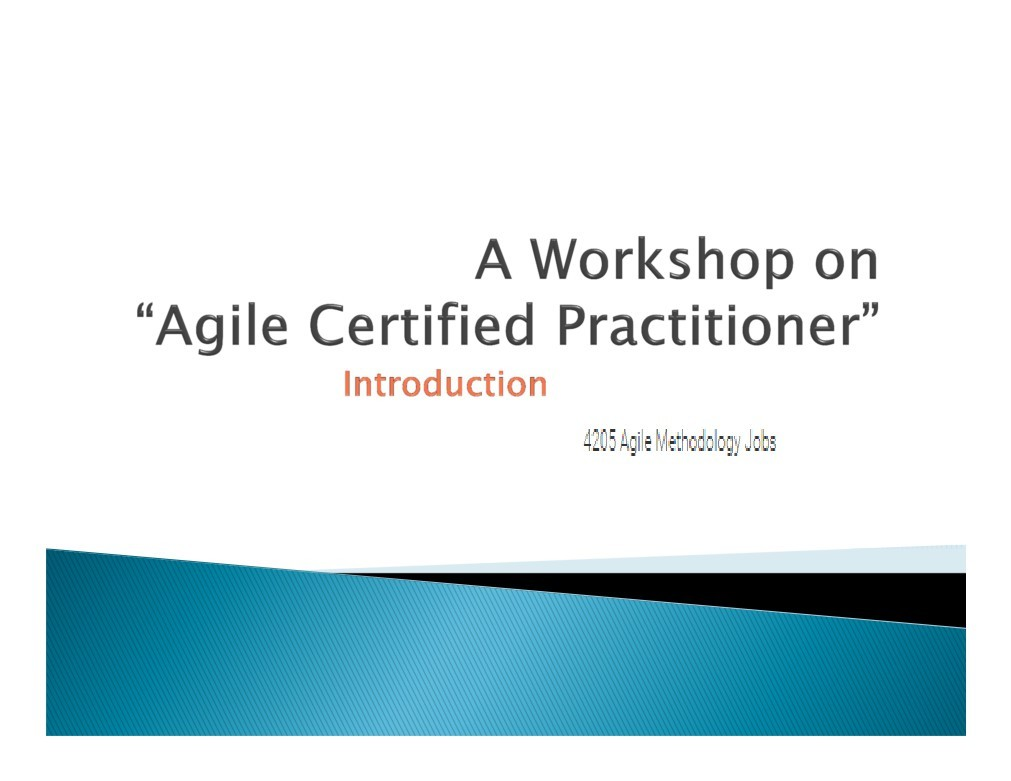 A Workshop on
“Agile Certified Practitioner”
Introduction
4205 Agile Methodology Jobs